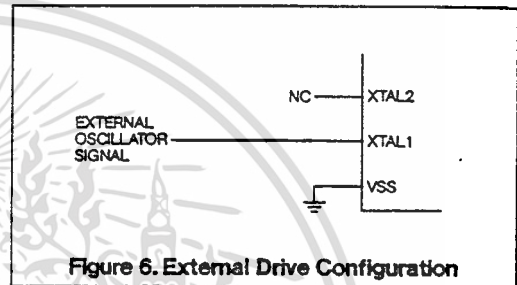 NC XTAL2
EXTERNAL
OSCILLATOR XTAL1
SIGNAL
VSS
Figure 6. External Drive Configuration